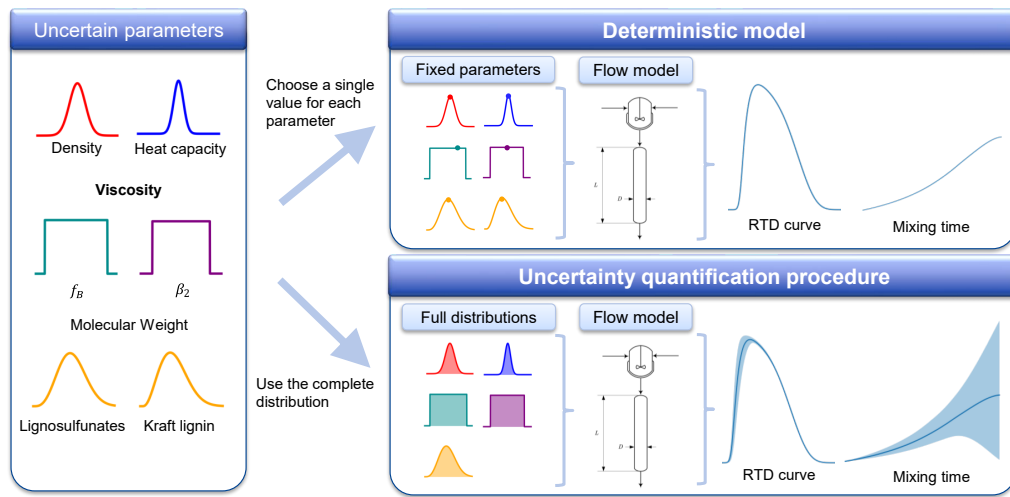 Uncertain parameters
Density
Heat capacity
Viscosity
f_B
β_2
Molecular Weight
Lignosulfunates
Kraft lignin
Choose a single
value for each
parameter
Use the complete
distribution
Deterministic model
Fixed parameters
Flow model
L
D
RTD curve
Mixing time
Uncertainty quantification procedure
Full distributions
Flow model
L
D
RTD curve
Mixing time